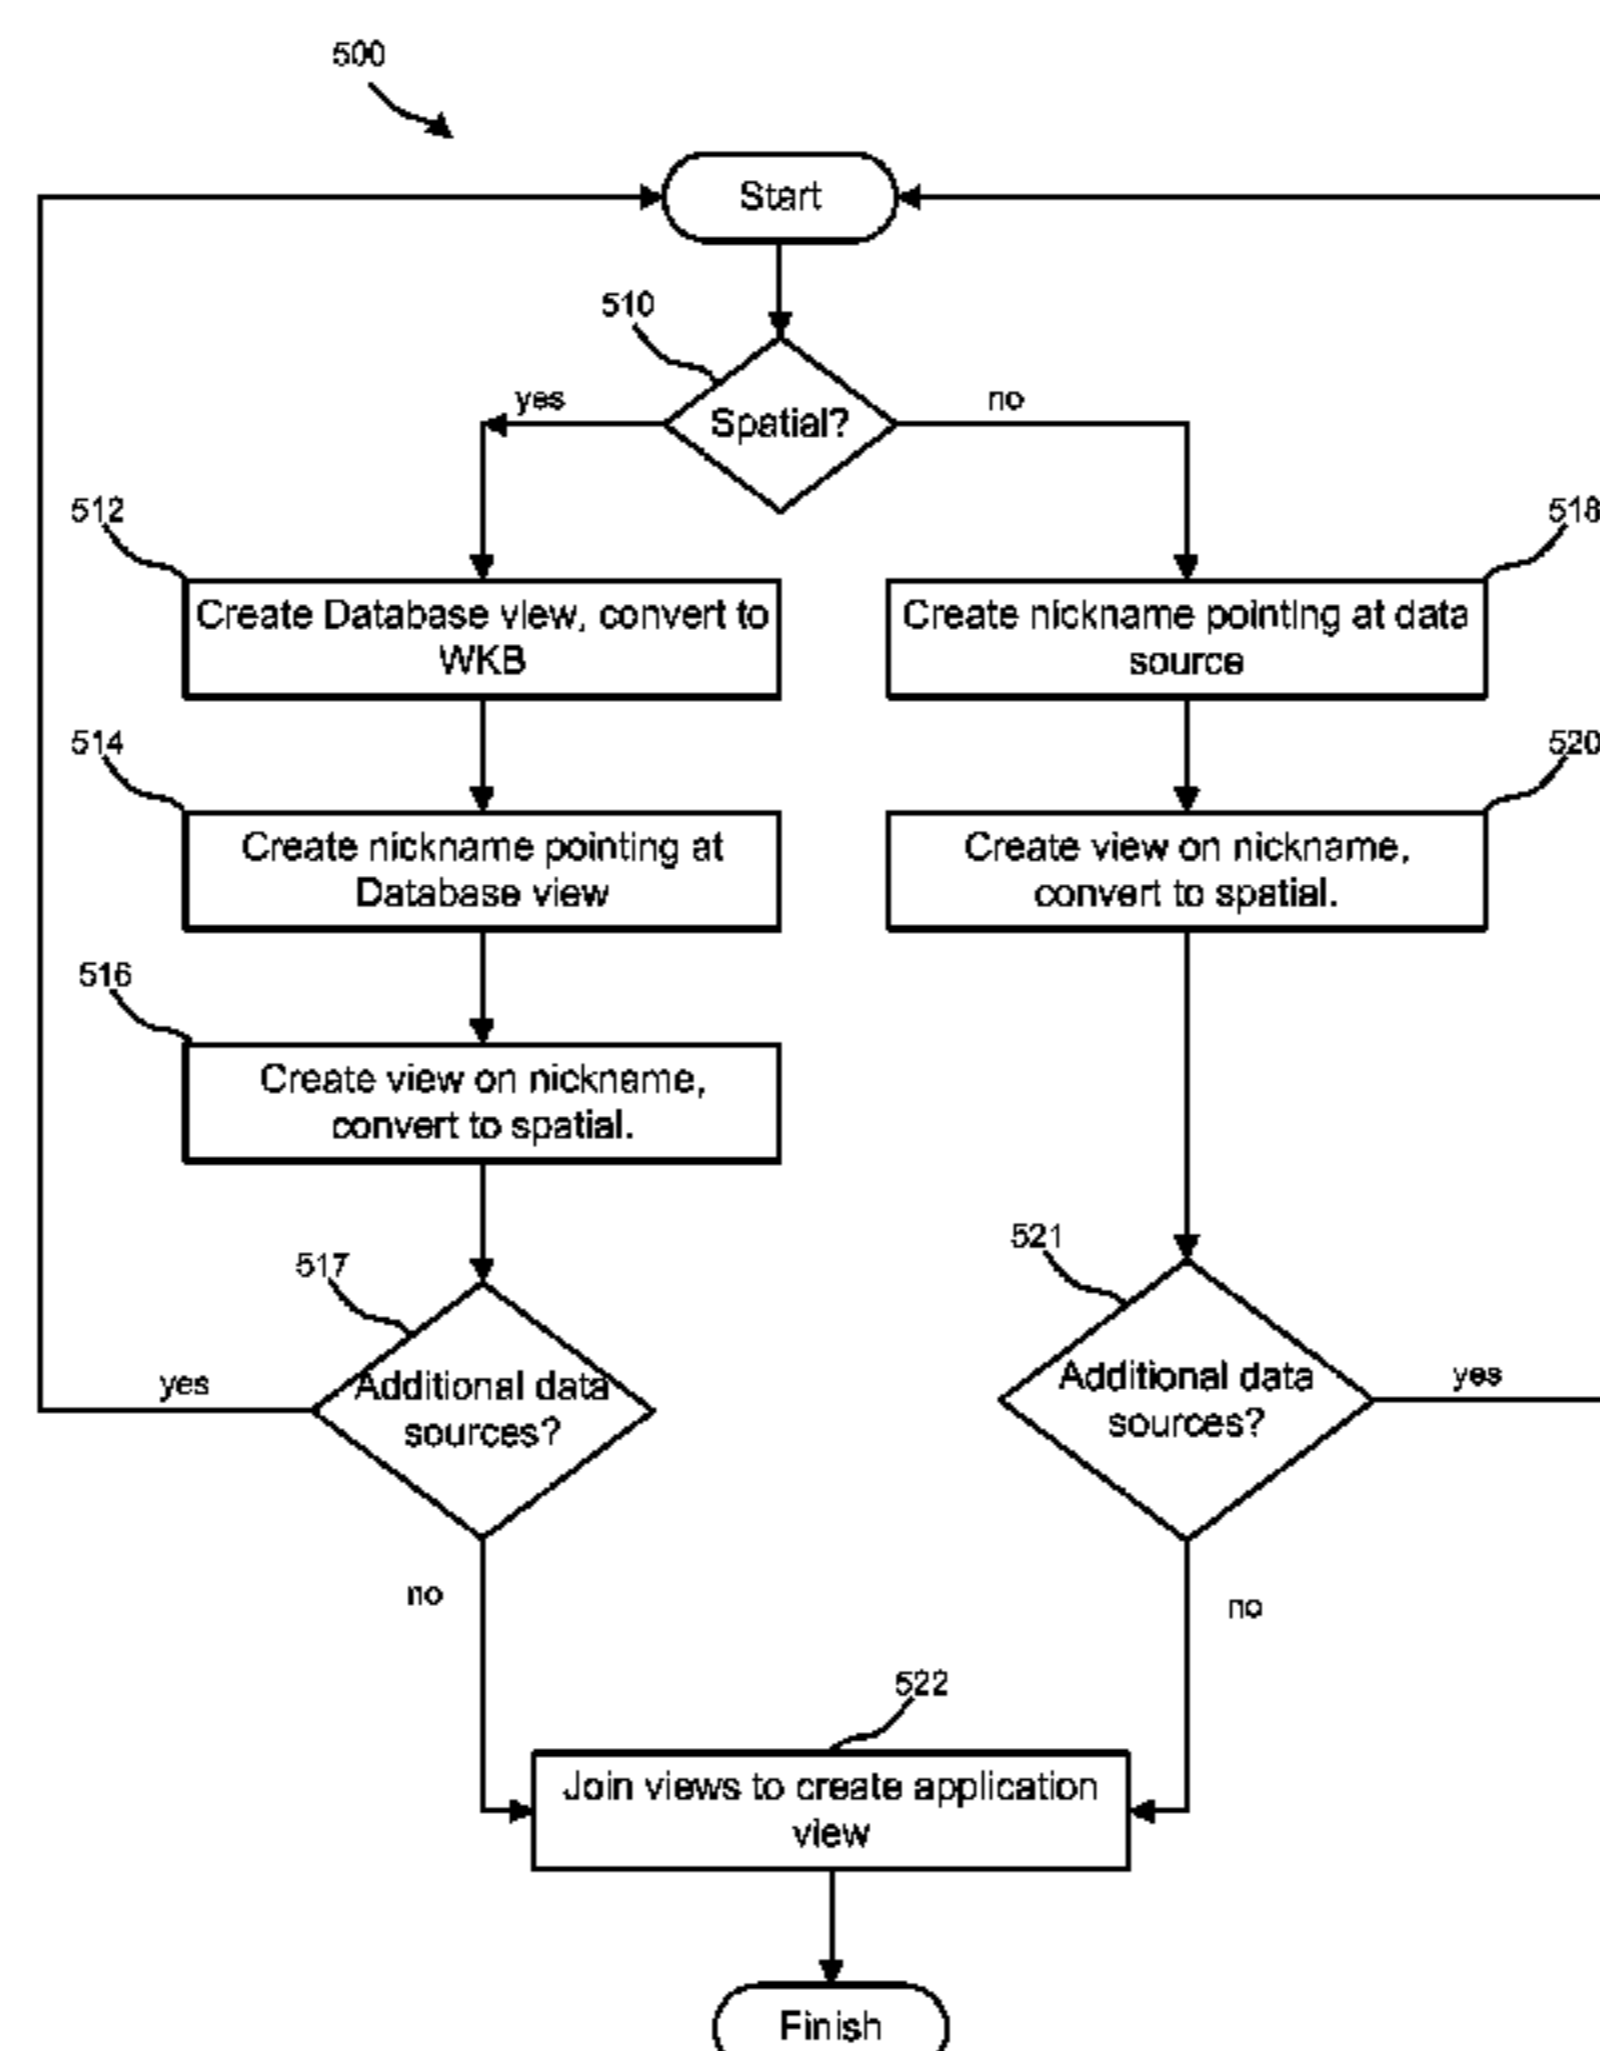 500
Start
510
yes
Spatial?
no
512
518
Create Database view, convert to
WKB
Create nickname pointing at data
source
514
520
Create nickname pointing at
Database view
Create view on nickname,
convert to spatial.
516
Create view on nickname,
convert to spatial.
517
521
yes
Additional data
sources?
Additional data
sources?
yes
no
no
522
Join views to create application
view
Finish